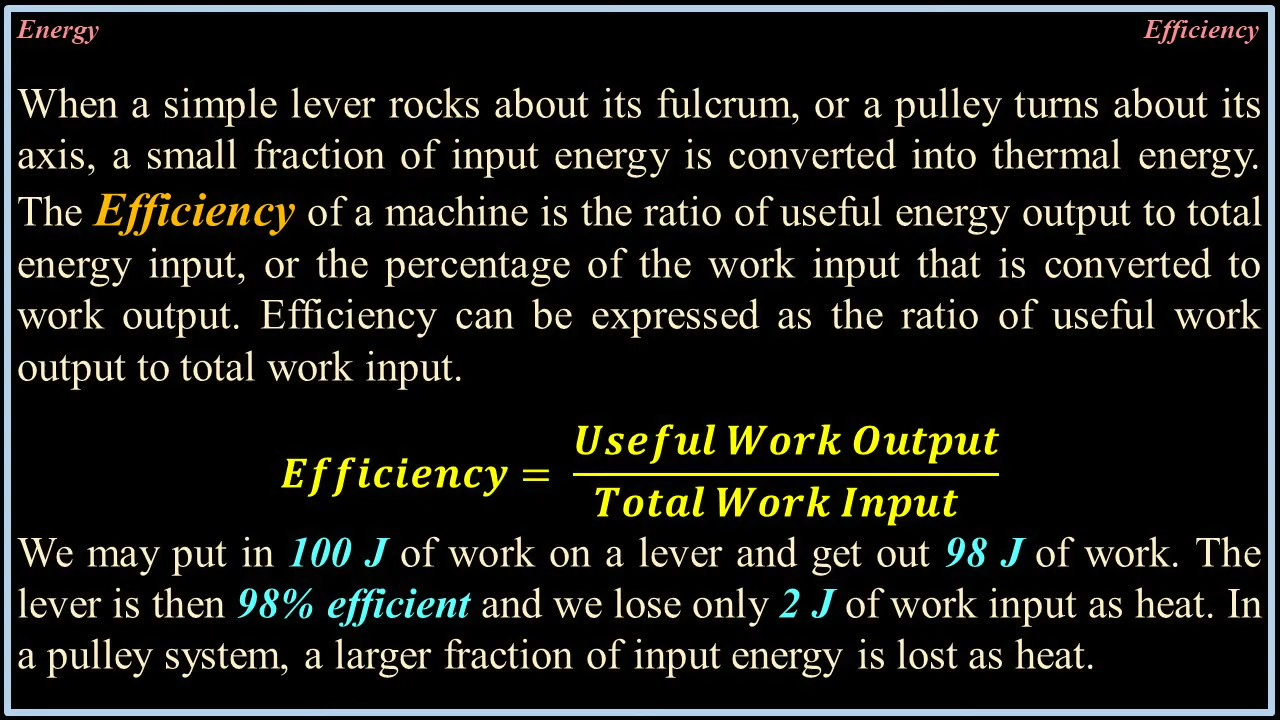 Energy
Efficiency
When a simple lever rocks about its fulcrum, or a pulley turns about its
axis, a small fraction of input energy is converted into thermal energy.
The Efficiency of a machine is the ratio of useful energy output to total
energy input, or the percentage of the work input that is converted to
work output. Efficiency can be expressed as the ratio of useful work
output to total work input.
Efficiency = Useful Work Output / Total Work Input
We may put in 100 J of work on a lever and get out 98 J of work. The
lever is then 98% efficient and we lose only 2 J of work input as heat. In
a pulley system, a larger fraction of input energy is lost as heat.